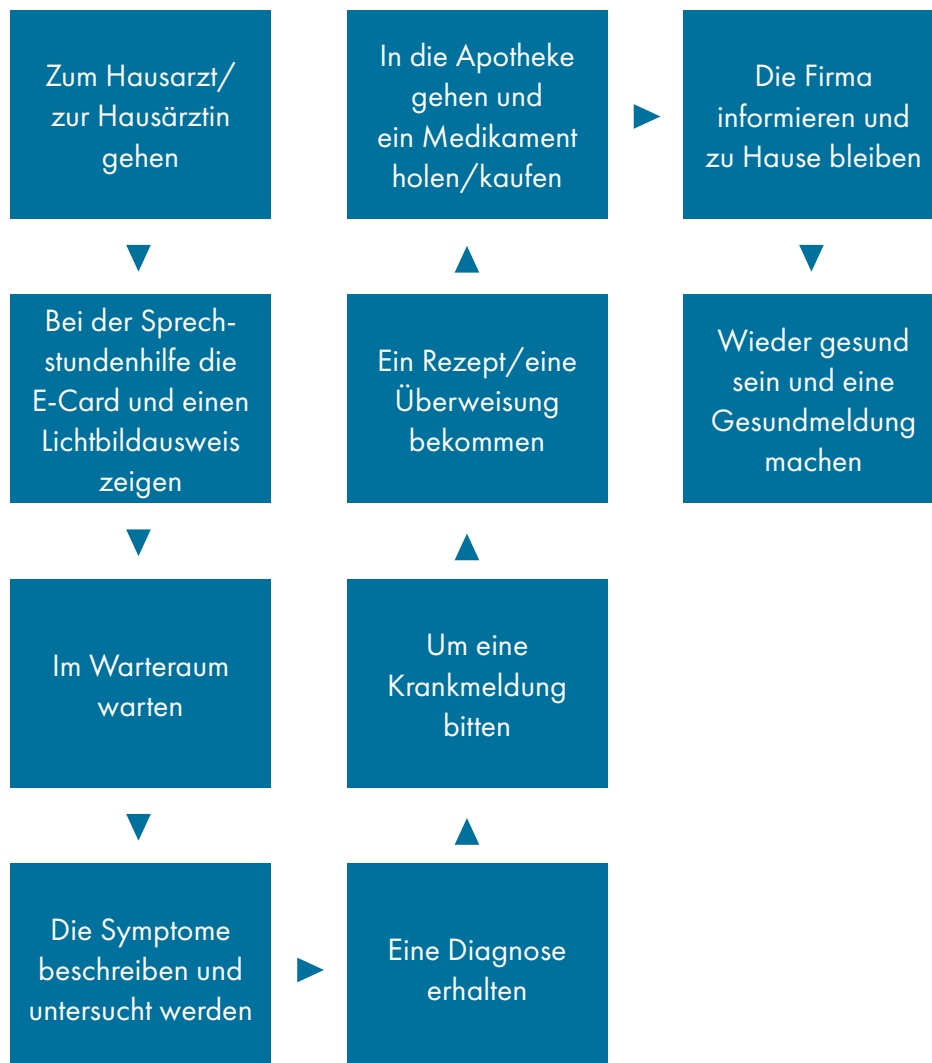 Zum Hausarzt/
zur Hausärztin
gehen
Bei der Sprech-
stundenhilfe die
E-Card und einen
Lichtbildausweis
zeigen
Im Warteraum
warten
Die Symptome
beschreiben und
untersucht werden
Eine Diagnose
erhalten
Um eine
Krankmeldung
bitten
Ein Rezept/eine
Überweisung
bekommen
In die Apotheke
gehen und
ein Medikament
holen/kaufen
Die Firma
informieren und
zu Hause bleiben
Wieder gesund
sein und eine
Gesundmeldung
machen